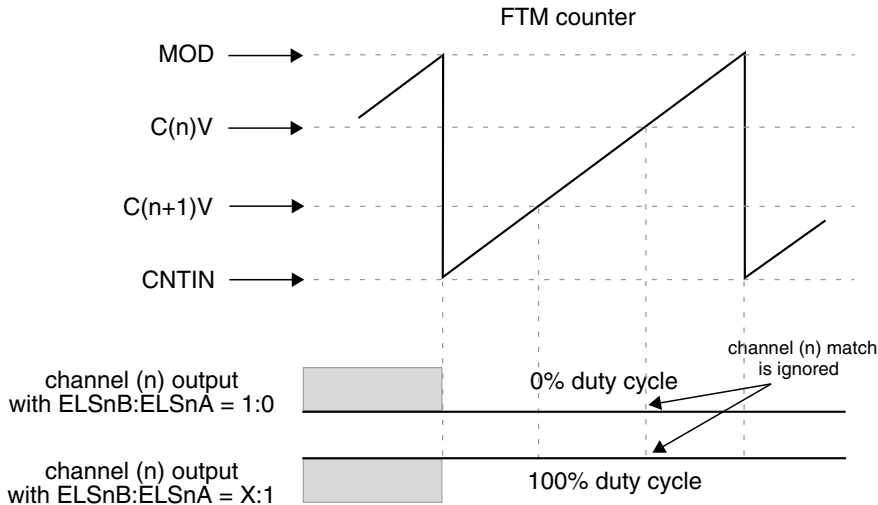 FTM counter
MOD
C(n)V
C(n+1)V
CNTIN
channel (n) match
is ignored
channel (n) output
with ELSnB:ELSnA = 1:0
0% duty cycle
channel (n) output
with ELSnB:ELSnA = X:1
100% duty cycle